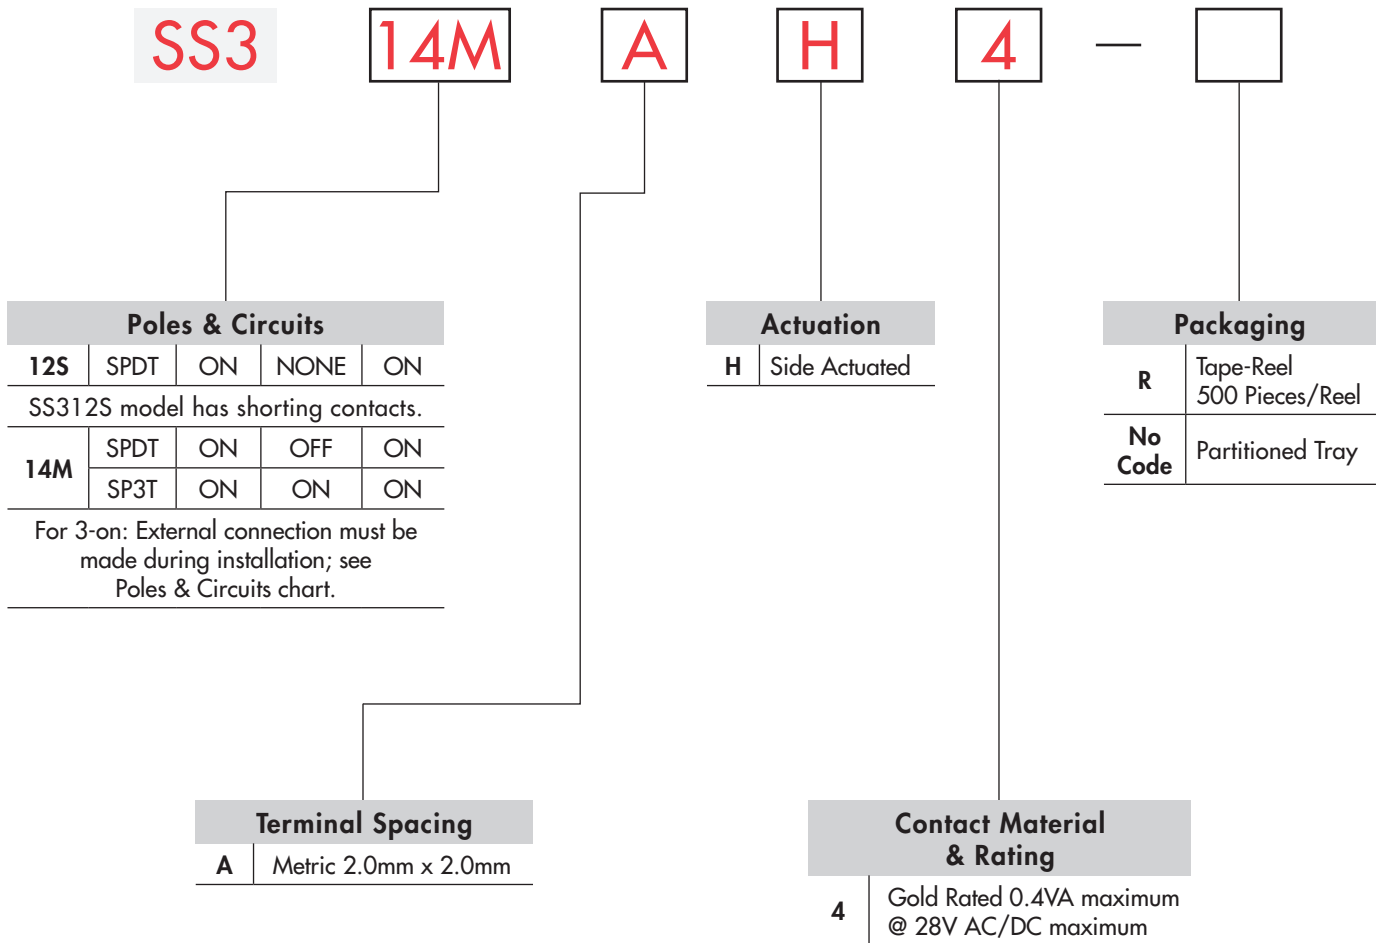 SS3 14M A H 4 —
Poles & Circuits
12S SPDT ON NONE ON
SS312S model has shorting contacts.
14M SPDT ON OFF ON
SP3T ON ON ON
For 3-on: External connection must be
made during installation; see
Poles & Circuits chart.
Actuation
H Side Actuated
Packaging
R Tape-Reel
500 Pieces/Reel
No
Code Partitioned Tray
Terminal Spacing
A Metric 2.0mm x 2.0mm
Contact Material
& Rating
4 Gold Rated 0.4VA maximum
@ 28V AC/DC maximum